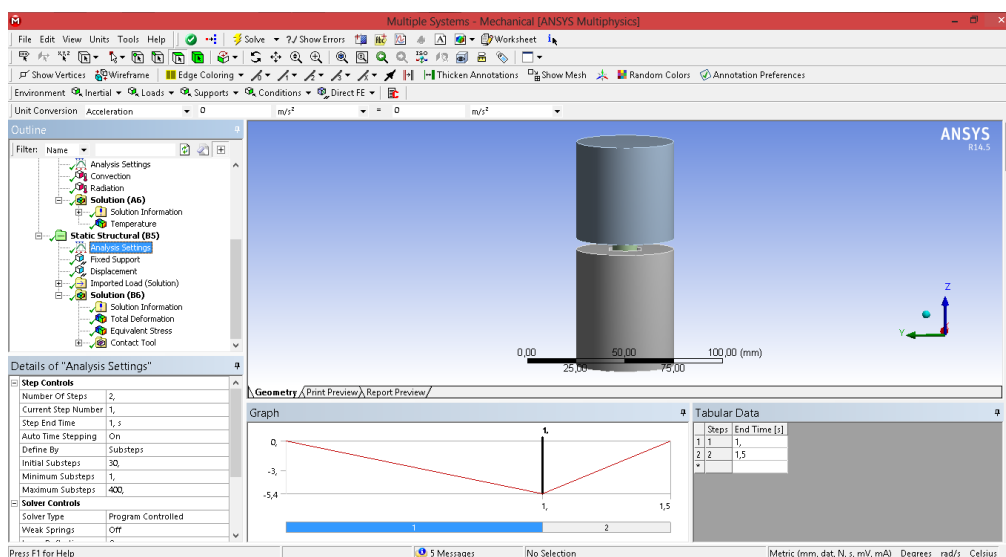 Multiple Systems - Mechanical [ANSYS Multiphysics]
File Edit View Units Tools Help Solve ?/ Show Errors Worksheet
Show Vertices Wireframe Edge Coloring Thicken Annotations Show Mesh Random Colors Annotation Preferences
Environment Inertial Loads Supports Conditions Direct FE
Unit Conversion Acceleration 0 m/s² = 0 m/s²
Outline
Filter: Name
Analysis Settings
Convection
Radiation
Solution (A6)
Solution Information
Temperature
Static Structural (B5)
Analysis Settings
Fixed Support
Displacement
Imported Load (Solution)
Solution (B6)
Solution Information
Total Deformation
Equivalent Stress
Contact Tool
ANSYS
R14.5
Z
Y
0,00 50,00 100,00 (mm)
25,00 75,00
Geometry Print Preview Report Preview
Details of "Analysis Settings"
Step Controls
Number Of Steps 2,
Current Step Number 1,
Step End Time 1, s
Auto Time Stepping On
Define By Substeps
Initial Substeps 30,
Minimum Substeps 1,
Maximum Substeps 400,
Solver Controls
Solver Type Program Controlled
Weak Springs Off
Graph
1,
0,
-3,
-5,4
1, 1,5
1 2
Tabular Data
Steps End Time [s]
1 1 1,
2 2 1,5
*
Press F1 for Help 5 Messages No Selection Metric (mm, dat, N, s, mV, mA) Degrees rad/s Celsius